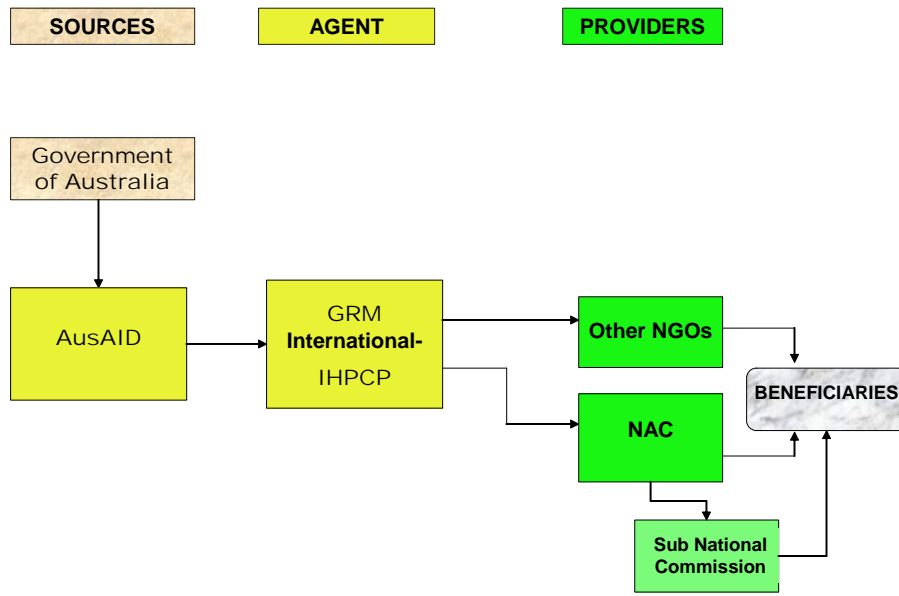 SOURCES
AGENT
PROVIDERS
Government
of Australia
AusAID
GRM
International-
IHPCP
Other NGOs
BENEFICIARIES
NAC
Sub National
Commission